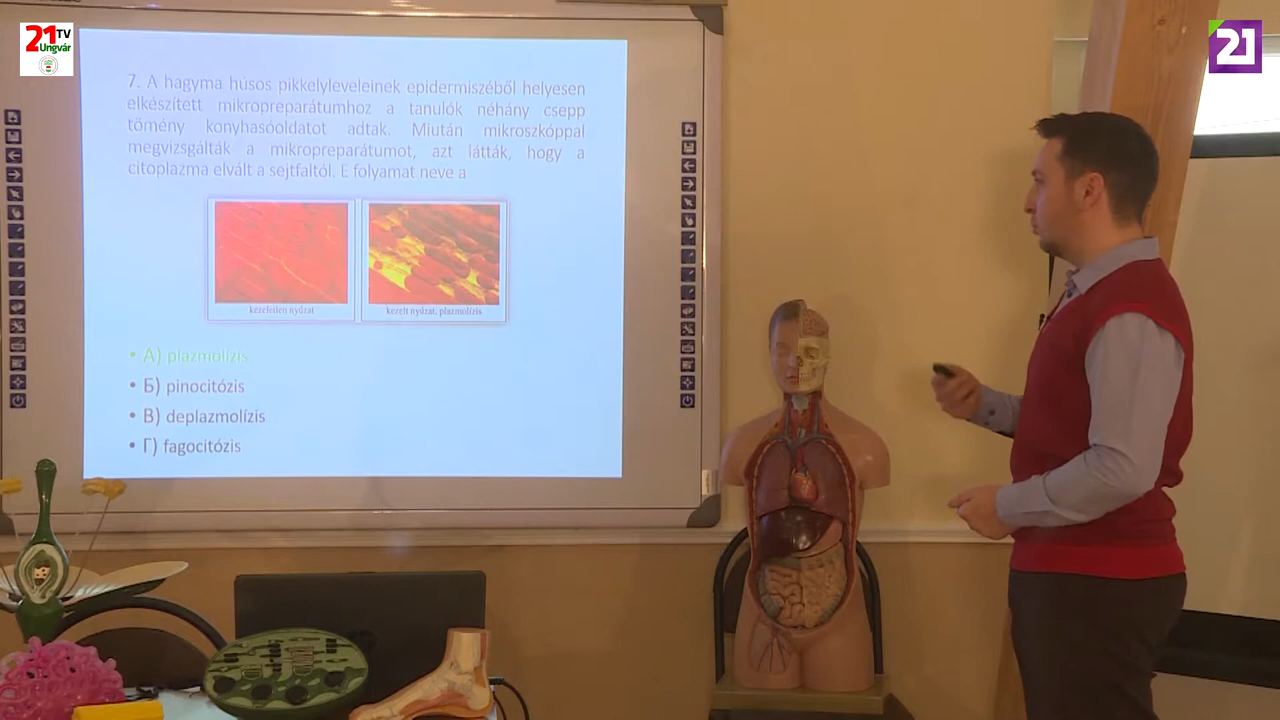 21 TV
Ungvár
21
7. A hagyma húsos pikkelyleveleinek epidermiszéből helyesen
elkészített mikropreparátumhoz a tanulók néhány csepp
tömény konyhasóoldatot adtak. Miután mikroszkóppal
megvizsgálták a mikropreparátumot, azt látták, hogy a
citoplazma elvált a sejtfaltól. E folyamat neve a
kezeletlen nyúzat
kezelt nyúzat, plazmolízis
• А) plazmolízis
• Б) pinocitózis
• В) deplazmolízis
• Г) fagocitózis